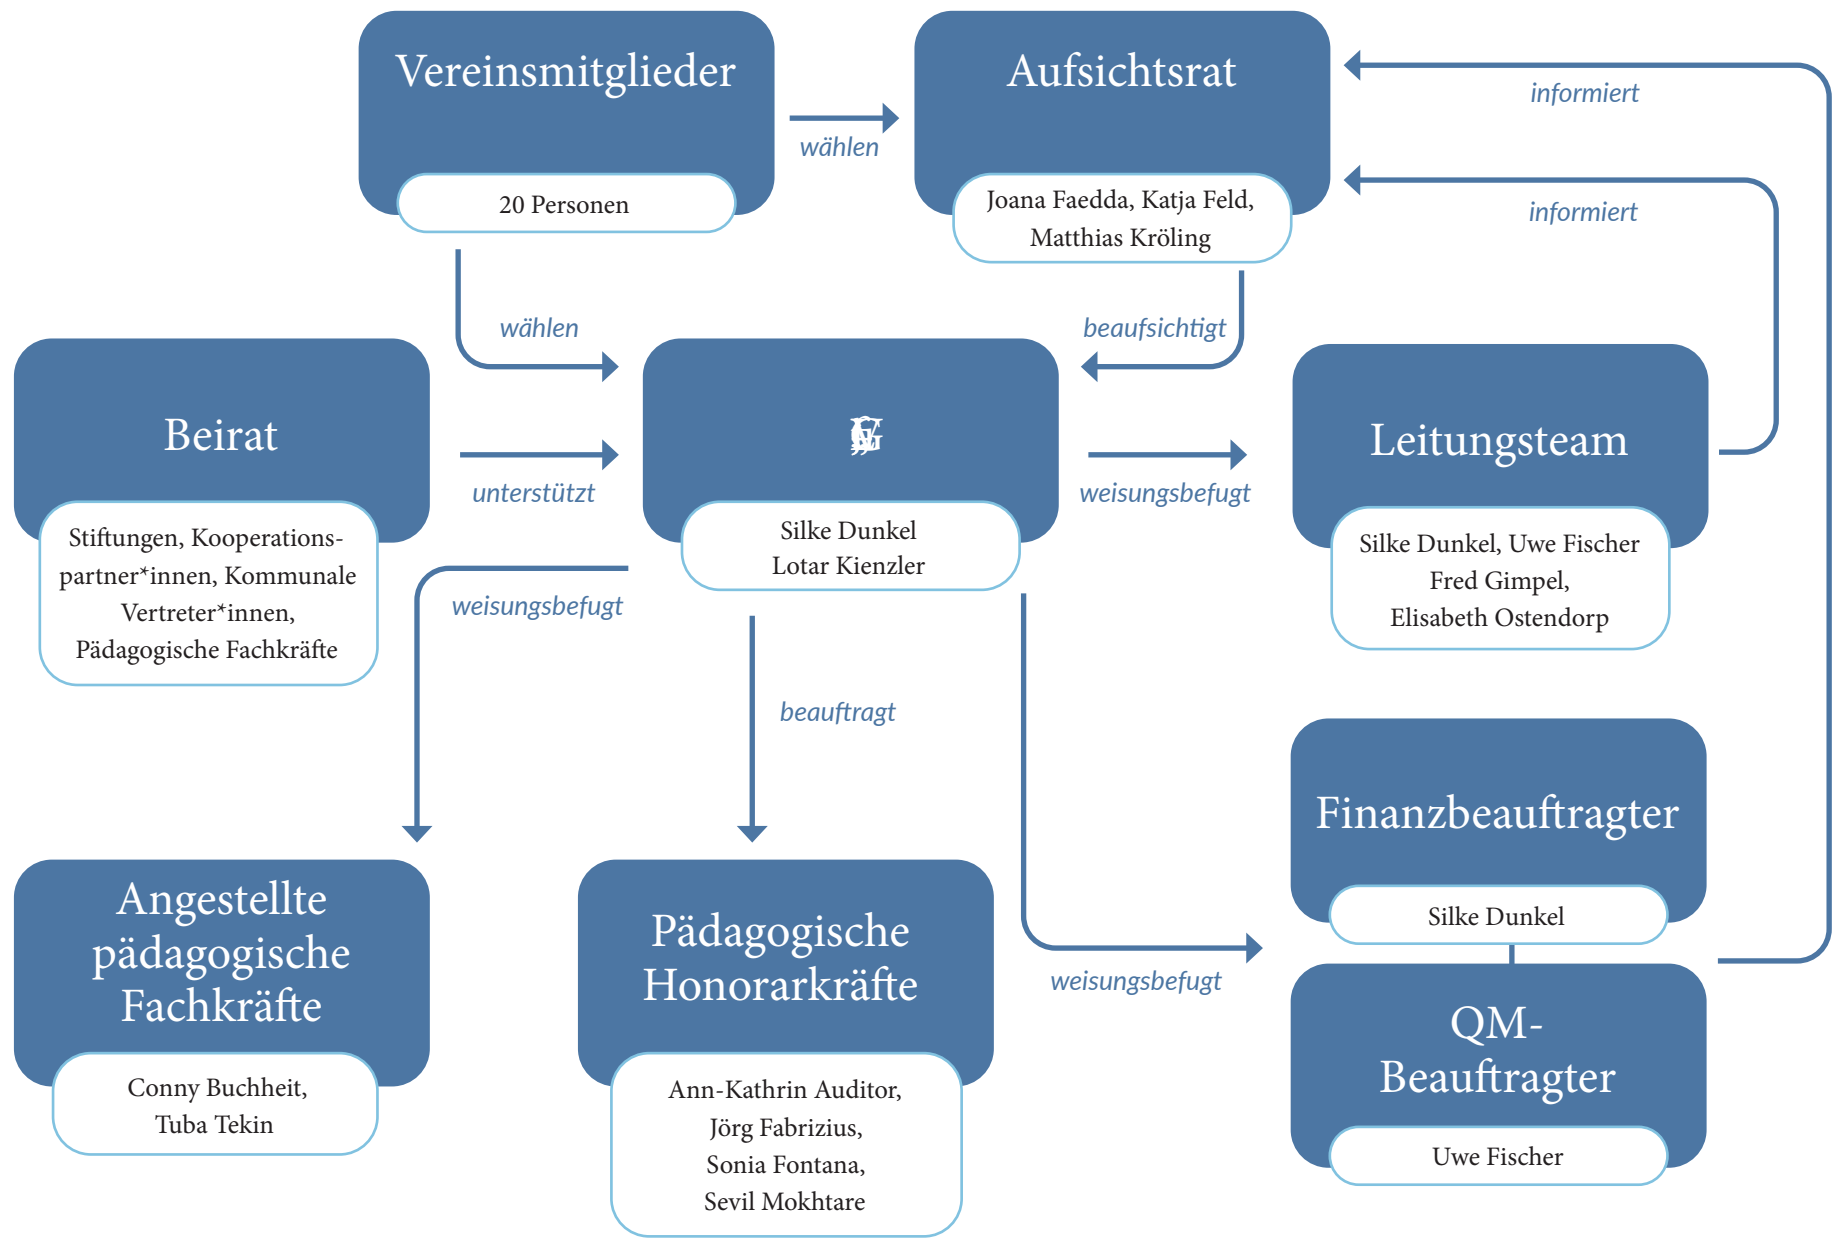 Vereinsmitglieder
20 Personen
wählen
Aufsichtsrat
Joana Faedda, Katja Feld,
Matthias Kröling
informiert
informiert
wählen
beaufsichtigt
Beirat
Stiftungen, Kooperations-
partner*innen, Kommunale
Vertreter*innen,
Pädagogische Fachkräfte
unterstützt
Silke Dunkel
Lotar Kienzler
weisungsbefugt
Leitungsteam
Silke Dunkel, Uwe Fischer
Fred Gimpel,
Elisabeth Ostendorp
weisungsbefugt
beauftragt
weisungsbefugt
Angestellte
pädagogische
Fachkräfte
Conny Buchheit,
Tuba Tekin
Pädagogische
Honorarkräfte
Ann-Kathrin Auditor,
Jörg Fabrizius,
Sonia Fontana,
Sevil Mokhtare
Finanzbeauftragter
Silke Dunkel
QM-
Beauftragter
Uwe Fischer